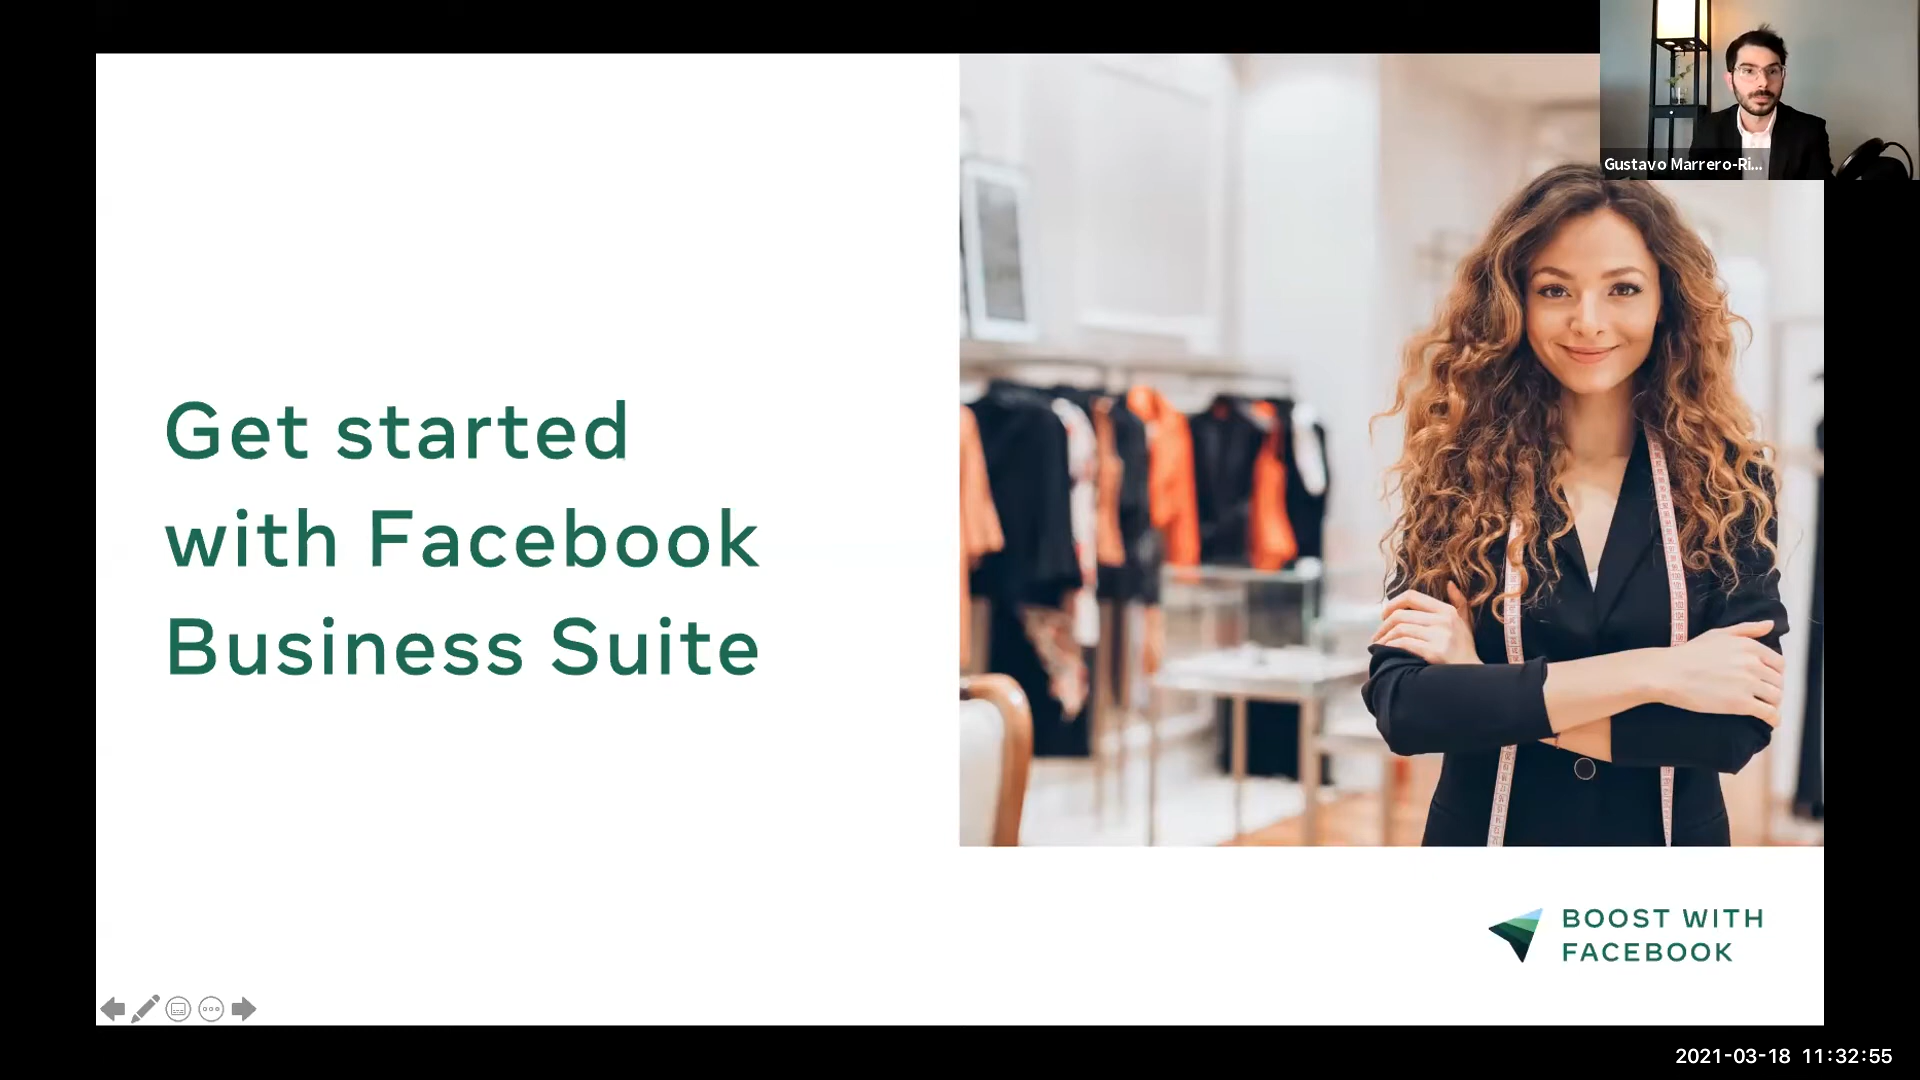 Gustavo Marrero-Ri...
Get started
with Facebook
Business Suite
BOOST WITH
FACEBOOK
2021-03-18 11:32:55